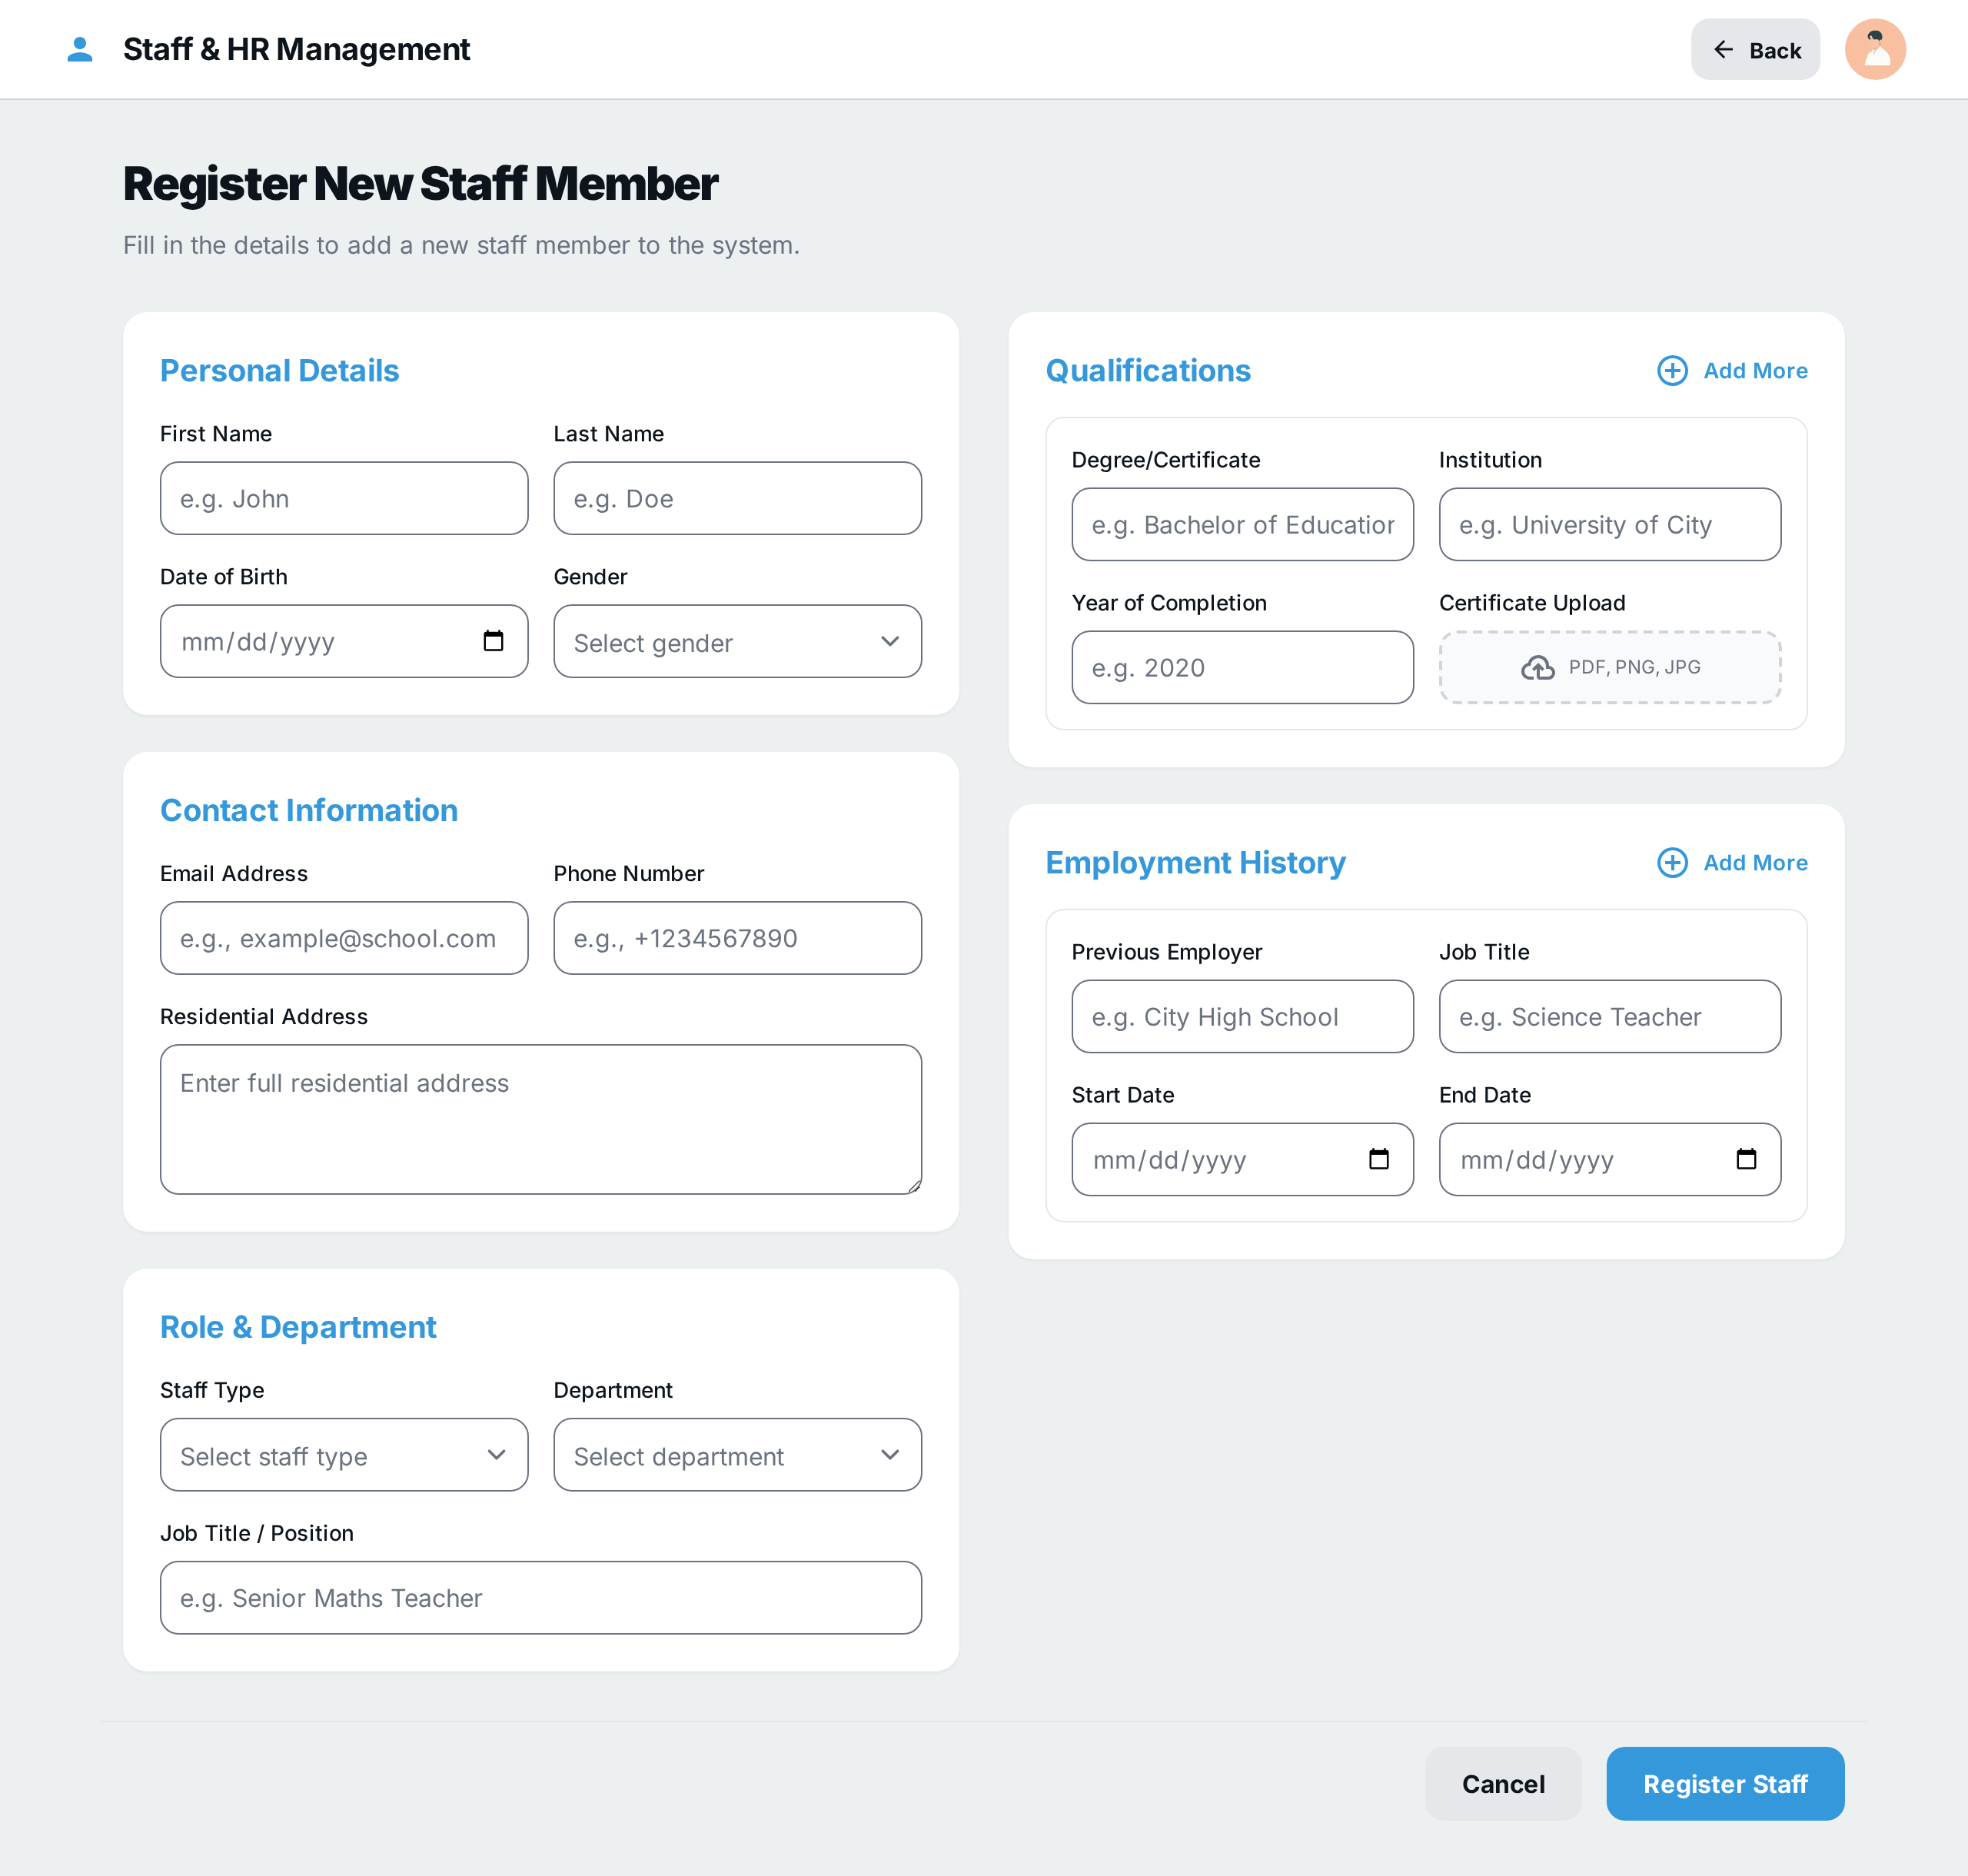 Staff & HR Management
Back
Register New Staff Member
Fill in the details to add a new staff member to the system.
Personal Details
First Name
Last Name
e.g. John
e.g. Doe
Date of Birth
Gender
mm/dd/yyyy
Select gender
Contact Information
Email Address
Phone Number
e.g., example@school.com
e.g., +1234567890
Residential Address
Enter full residential address
Role & Department
Staff Type
Department
Select staff type
Select department
Job Title / Position
e.g. Senior Maths Teacher
Qualifications
Add More
Degree/Certificate
Institution
e.g. Bachelor of Education
e.g. University of City
Year of Completion
Certificate Upload
e.g. 2020
PDF, PNG, JPG
Employment History
Add More
Previous Employer
Job Title
e.g. City High School
e.g. Science Teacher
Start Date
End Date
mm/dd/yyyy
mm/dd/yyyy
Cancel
Register Staff